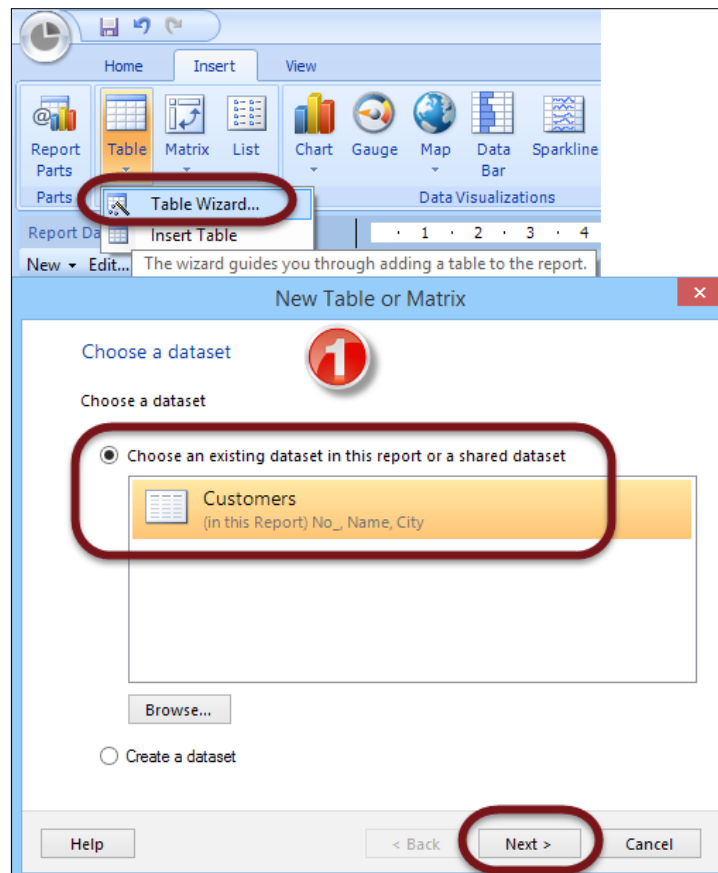 Home Insert View
Report Parts Table Matrix List Chart Gauge Map Data Bar Sparkline
Parts Data Visualizations
Table Wizard...
Report Da Insert Table 1 2 3 4
New Edit... The wizard guides you through adding a table to the report.
New Table or Matrix
Choose a dataset 1
Choose a dataset
Choose an existing dataset in this report or a shared dataset
Customers
(in this Report) No_, Name, City
Browse...
Create a dataset
Help < Back Next > Cancel